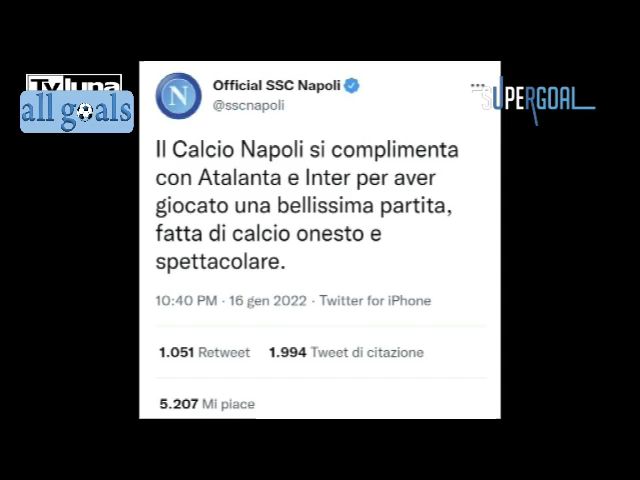 Tvluna
all goals
SUPERGOAL
N
Official SSC Napoli
@sscnapoli
Il Calcio Napoli si complimenta
con Atalanta e Inter per aver
giocato una bellissima partita,
fatta di calcio onesto e
spettacolare.
10:40 PM · 16 gen 2022 · Twitter for iPhone
1.051 Retweet 1.994 Tweet di citazione
5.207 Mi piace